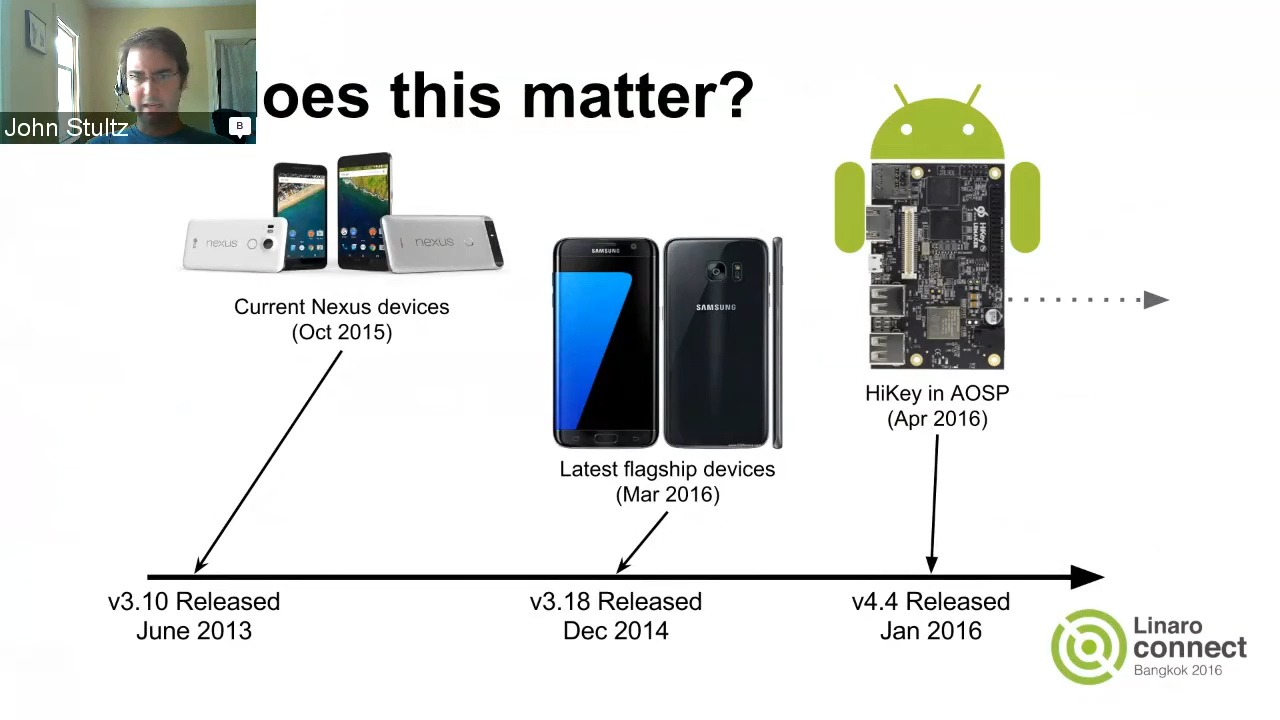 oes this matter?
John Stultz
B
nexus
nexus
SAMSUNG
SAMSUNG
HiKey
LeMAKER
Current Nexus devices
(Oct 2015)
HiKey in AOSP
(Apr 2016)
Latest flagship devices
(Mar 2016)
v3.10 Released
June 2013
v3.18 Released
Dec 2014
v4.4 Released
Jan 2016
Linaro
connect
Bangkok 2016